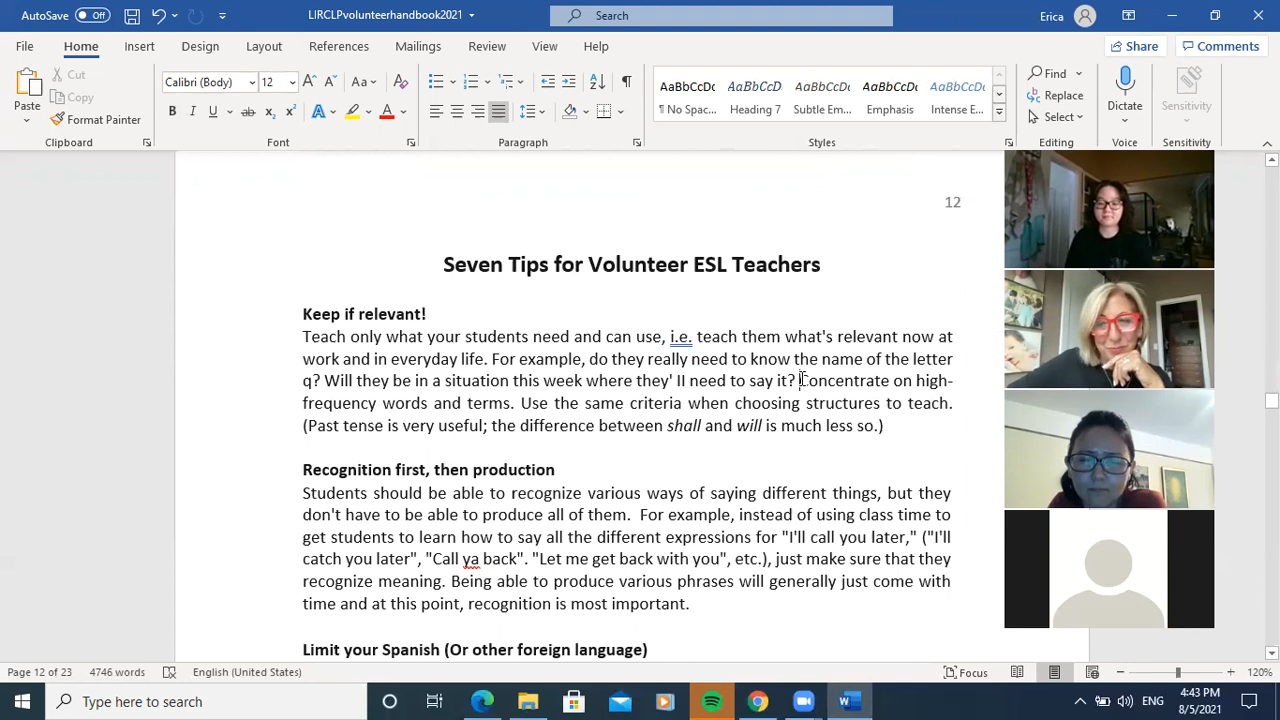 AutoSave Off LIRCLPvolunteerhandbook2021 Search Erica
File Home Insert Design Layout References Mailings Review View Help Share Comments
Paste Cut Copy Format Painter
Calibri (Body) 12
AaBbCcDc AaBbCcD AaBbCcDc AaBbCcDc AaBbCcDc
¶ No Spac... Heading 7 Subtle Em... Emphasis Intense E...
Find Replace Select Dictate Sensitivity
Clipboard Font Paragraph Styles Editing Voice Sensitivity
12
Seven Tips for Volunteer ESL Teachers
Keep if relevant!
Teach only what your students need and can use, i.e. teach them what's relevant now at
work and in everyday life. For example, do they really need to know the name of the letter
q? Will they be in a situation this week where they' II need to say it? Concentrate on high-
frequency words and terms. Use the same criteria when choosing structures to teach.
(Past tense is very useful; the difference between shall and will is much less so.)
Recognition first, then production
Students should be able to recognize various ways of saying different things, but they
don't have to be able to produce all of them. For example, instead of using class time to
get students to learn how to say all the different expressions for "I'll call you later," ("I'll
catch you later", "Call ya back". "Let me get back with you", etc.), just make sure that they
recognize meaning. Being able to produce various phrases will generally just come with
time and at this point, recognition is most important.
Limit your Spanish (Or other foreign language)
Page 12 of 23 4746 words English (United States) Focus 120%
Type here to search ENG 4:43 PM
8/5/2021